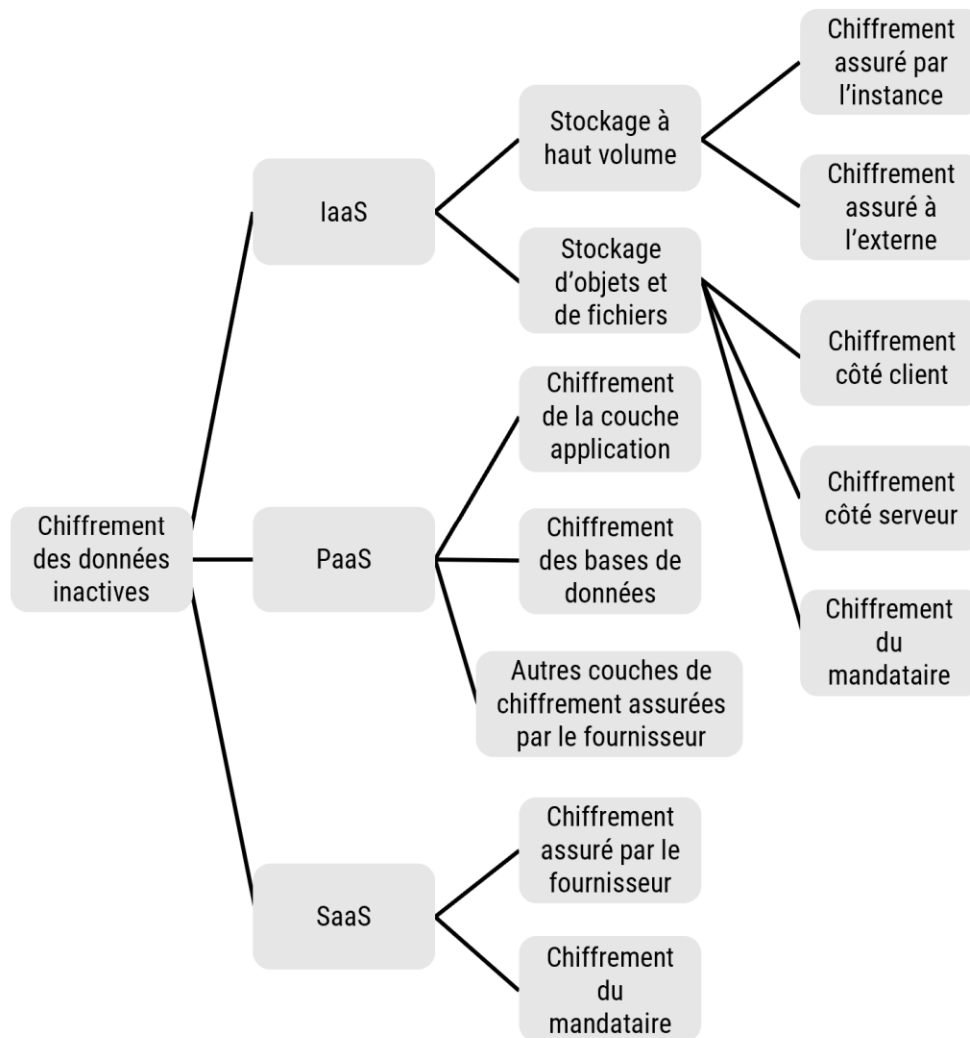 Chiffrement
des données
inactives
IaaS
Stockage à
haut volume
Chiffrement
assuré par
l’instance
Chiffrement
assuré à
l’externe
Stockage
d’objets et
de fichiers
Chiffrement
côté client
Chiffrement
côté serveur
Chiffrement
du
mandataire
PaaS
Chiffrement
de la couche
application
Chiffrement
des bases de
données
Autres couches de
chiffrement assurées
par le fournisseur
SaaS
Chiffrement
assuré par le
fournisseur
Chiffrement
du
mandataire